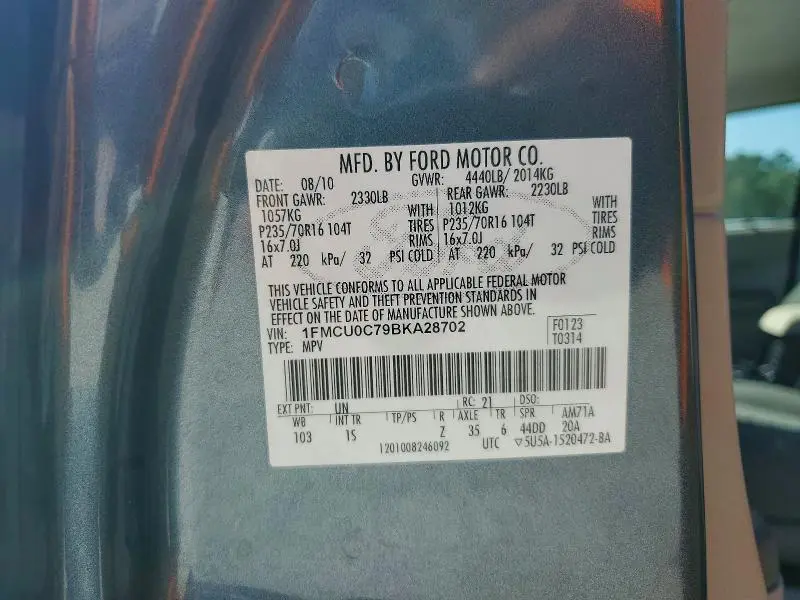 MFD. BY FORD MOTOR CO.
DATE: 08/10 GVWR: 4440LB/ 2014KG
FRONT GAWR: 2330LB REAR GAWR: 2230LB
1057KG WITH 1012KG WITH
P235/70R16 104T TIRES P235/70R16 104T TIRES
16x7.0J RIMS 16x7.0J RIMS
AT 220 kPa/ 32 PSI COLD AT 220 kPa/ 32 PSI COLD
THIS VEHICLE CONFORMS TO ALL APPLICABLE FEDERAL MOTOR
VEHICLE SAFETY AND THEFT PREVENTION STANDARDS IN
EFFECT ON THE DATE OF MANUFACTURE SHOWN ABOVE.
VIN: 1FMCU0C79BKA28702 F0123
TYPE: MPV T0314
EXT PNT: UN RC: 21 DSO:
WB INT TR TP/PS R AXLE TR SPR AM71A
103 1S Z 35 6 44DD 20A
1201008246092 UTC ▽5U5A-1520472-BA